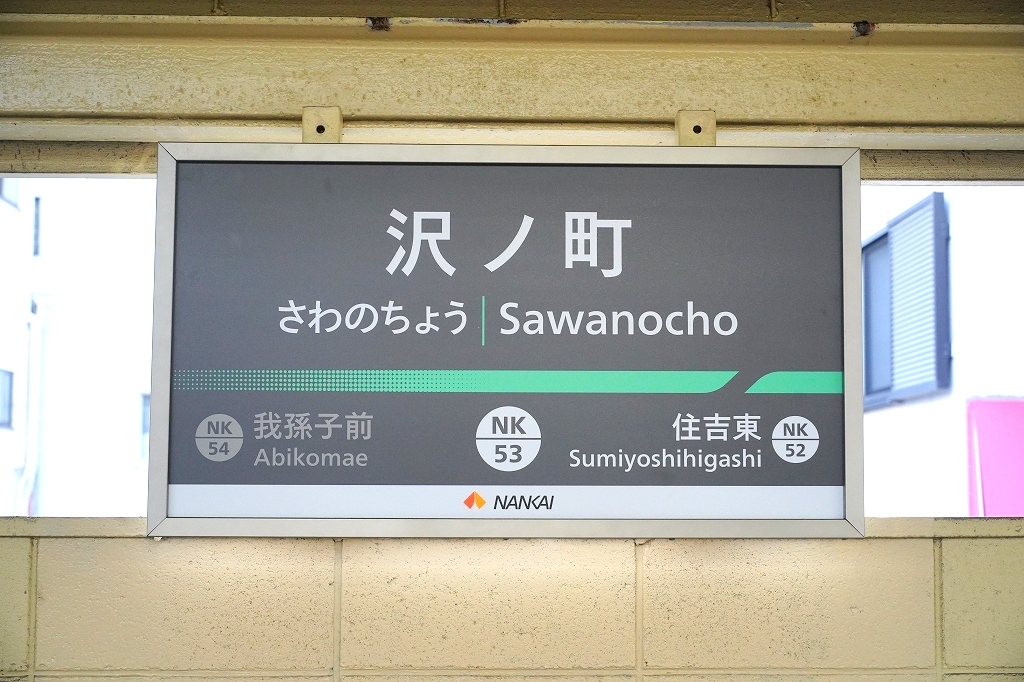 沢ノ町
さわのちょう | Sawanocho
NK 54
我孫子前
Abikomae
NK 53
住吉東
Sumiyoshihigashi
NK 52
NANKAI